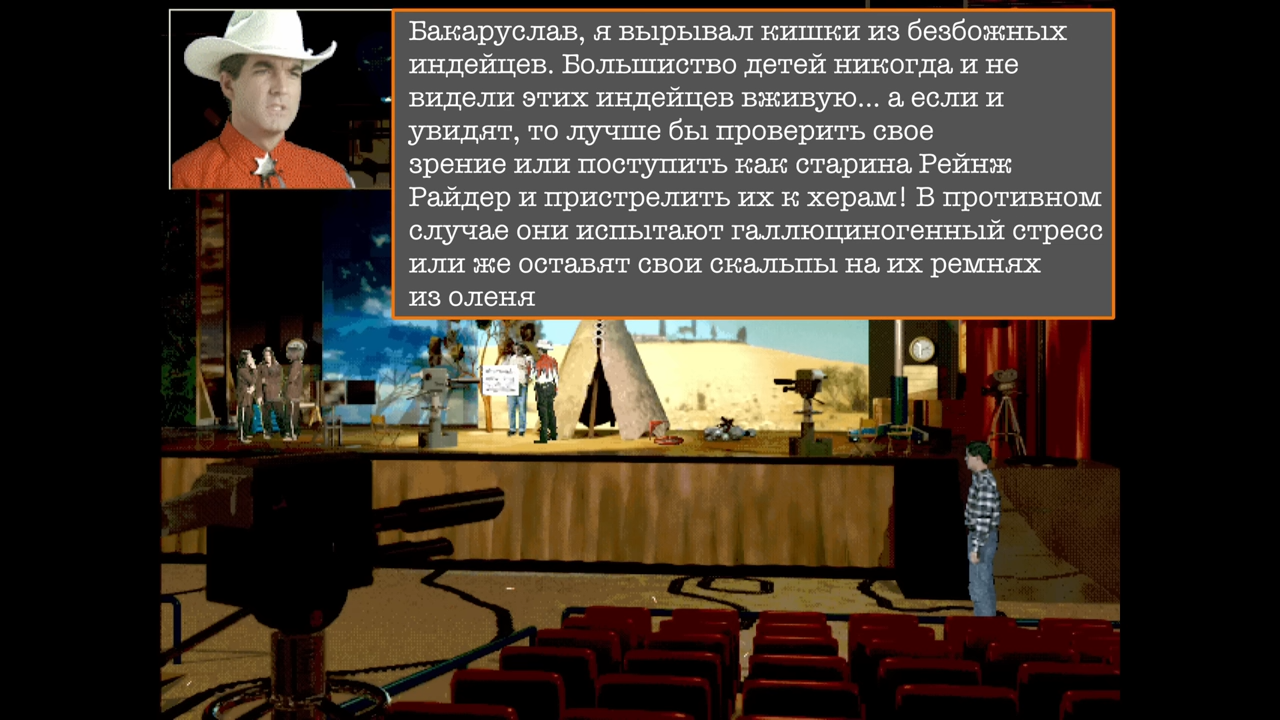 Бакаруслав, я вырывал кишки из безбожных
индейцев. Большиство детей никогда и не
видели этих индейцев вживую... а если и
увидят, то лучше бы проверить свое
зрение или поступить как старина Рейнж
Райдер и пристрелить их к херам! В противном
случае они испытают галлюциногенный стресс
или же оставят свои скальпы на их ремнях
из оленя